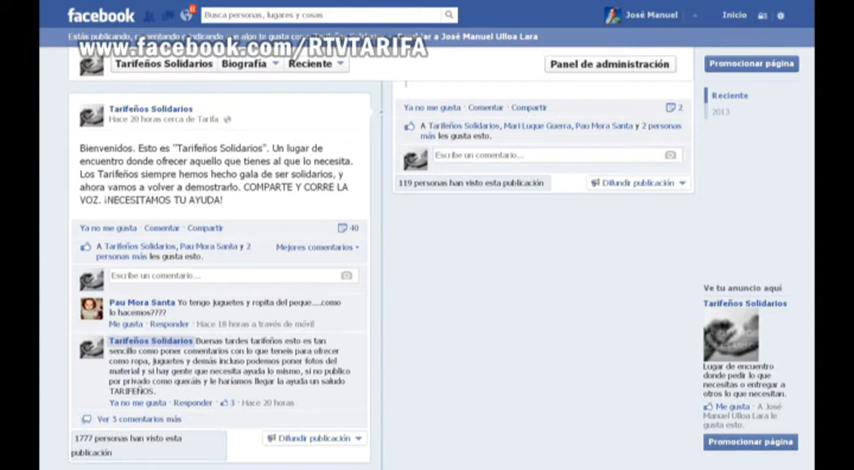 facebook
Busca personas, lugares y cosas
José Manuel
Inicio
www.facebook.com/RTVTARIFA
Tarifeños Solidarios
Biografía
Reciente
Panel de administración
Promocionar página
Tarifeños Solidarios
Hace 20 horas cerca de Tarifa
Bienvenidos. Esto es "Tarifeños Solidarios". Un lugar de
encuentro donde ofrecer aquello que tienes al que lo necesita.
Los Tarifeños siempre hemos hecho gala de ser solidarios, y
ahora vamos a volver a demostrarlo. COMPARTE Y CORRE LA
VOZ. ¡NECESITAMOS TU AYUDA!
Ya no me gusta · Comentar · Compartir
40
A Tarifeños Solidarios, Pau Mora Santa y 2
personas más les gusta esto.
Mejores comentarios
Escribe un comentario...
Pau Mora Santa Yo tengo juguetes y ropita del peque....como
lo hacemos????
Me gusta · Responder · Hace 18 horas a través de móvil
Tarifeños Solidarios Buenas tardes tarifeños esto es tan
sencillo como poner comentarios con lo que teneis para ofrecer
como ropa, juguetes y demás incluso podemos poner fotos del
material y si hay gente que necesita ayuda lo mismo, si no publico
por privado como queráis y le haríamos llegar la ayuda un saludo
TARIFEÑOS.
Ya no me gusta · Responder · 3 · Hace 20 horas
Ver 5 comentarios más
1777 personas han visto esta
publicación
Difundir publicación
Ya no me gusta · Comentar · Compartir
2
A Tarifeños Solidarios, Mari Luque Guerra, Pau Mora Santa y 2 personas
más les gusta esto.
Escribe un comentario...
119 personas han visto esta publicación
Difundir publicación
Reciente
2013
Ve tu anuncio aquí
Tarifeños Solidarios
Lugar de encuentro
donde pedir lo que
necesitas o entregar a
otros lo que necesitan.
Me gusta · A José
Manuel Ulloa Lara le
gusta esto.
Promocionar página